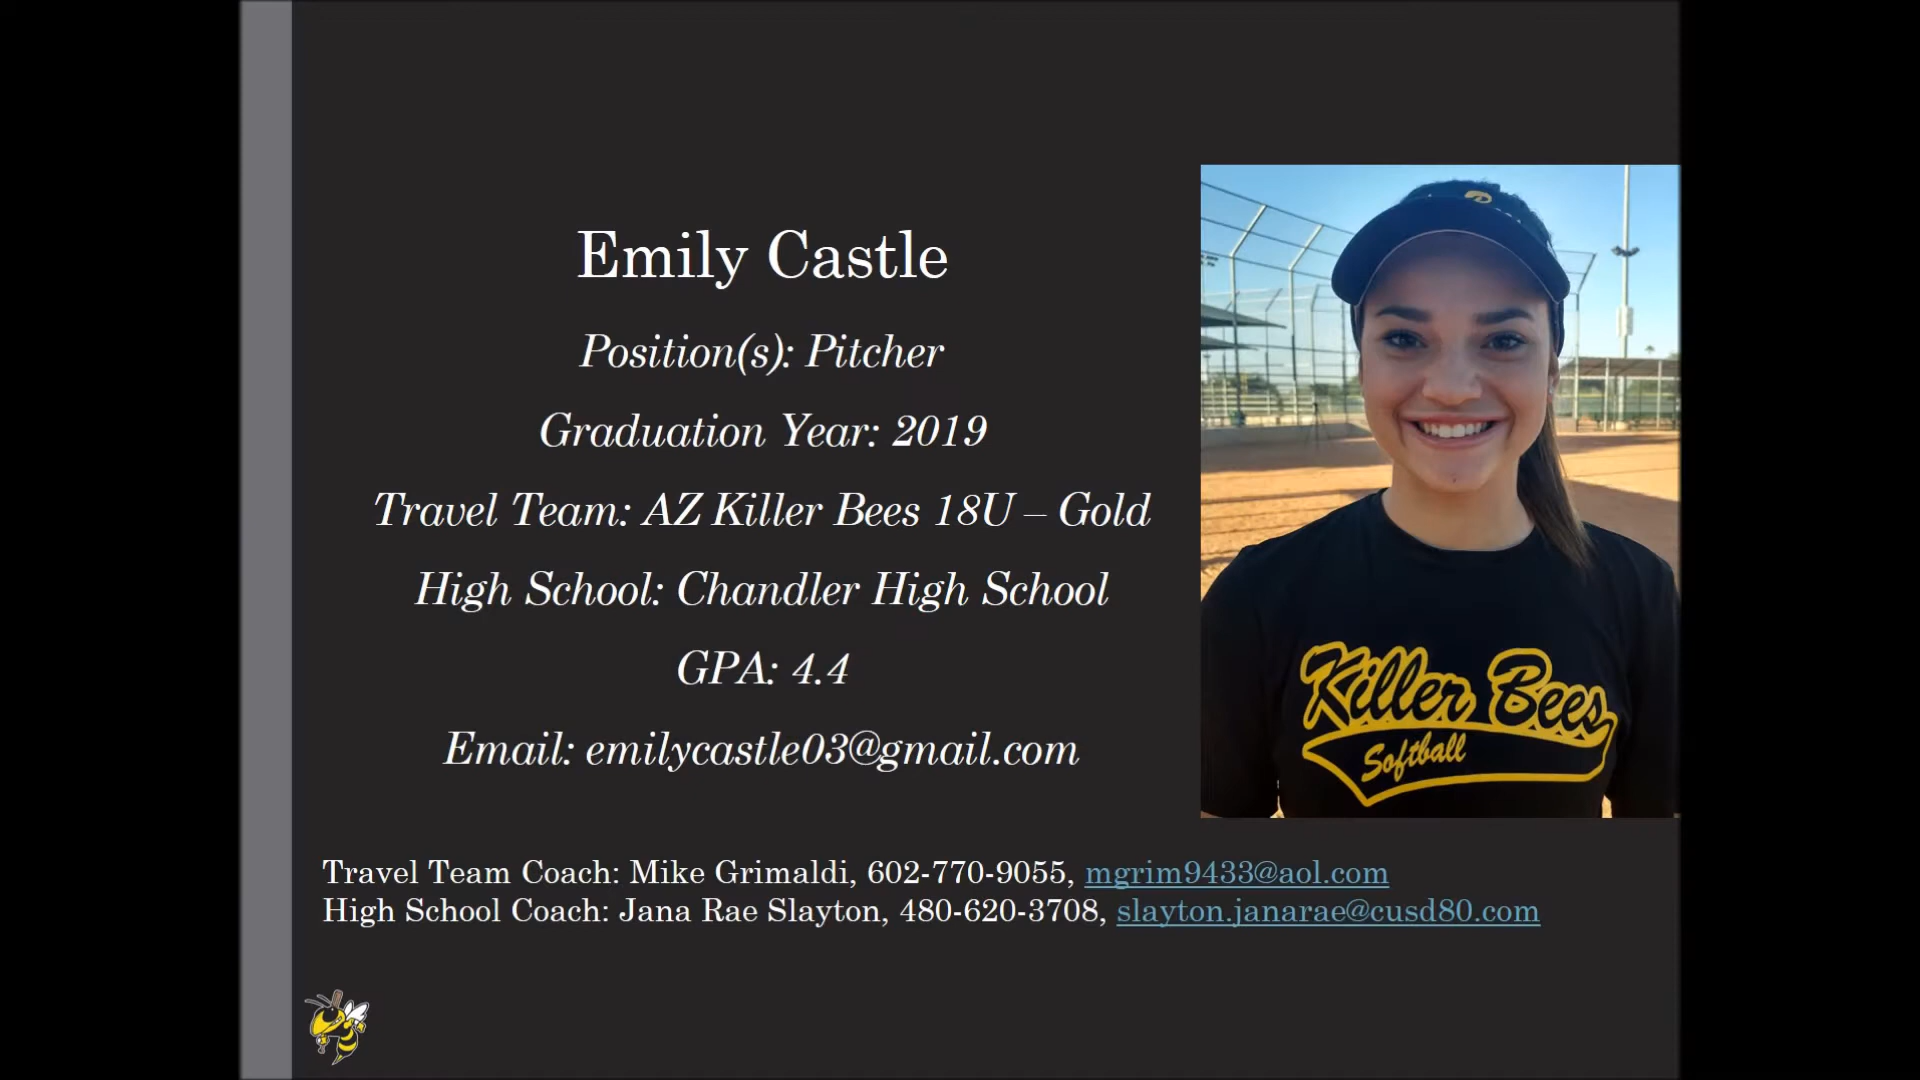 Emily Castle
Position(s): Pitcher
Graduation Year: 2019
Travel Team: AZ Killer Bees 18U – Gold
High School: Chandler High School
GPA: 4.4
Email: emilycastle03@gmail.com
Killer Bees
Softball
Travel Team Coach: Mike Grimaldi, 602-770-9055, mgrim9433@aol.com
High School Coach: Jana Rae Slayton, 480-620-3708, slayton.janarae@cusd80.com